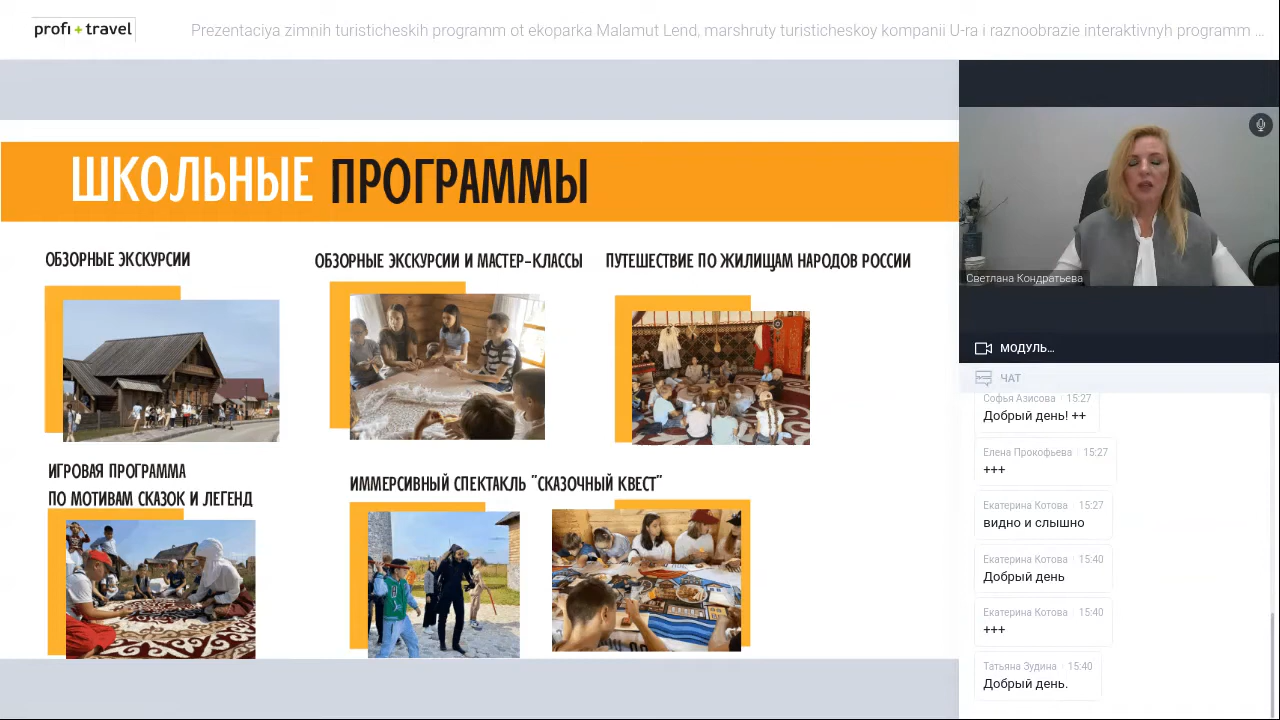 profi + travel
Prezentaciya zimnih turisticheskih programm ot ekoparka Malamut Lend, marshruty turisticheskoy kompanii U-ra i raznoobrazie interaktivnyh programm ...
ШКОЛЬНЫЕ ПРОГРАММЫ
ОБЗОРНЫЕ ЭКСКУРСИИ
ОБЗОРНЫЕ ЭКСКУРСИИ И МАСТЕР-КЛАССЫ
ПУТЕШЕСТВИЕ ПО ЖИЛИЩАМ НАРОДОВ РОССИИ
ИГРОВАЯ ПРОГРАММА
ПО МОТИВАМ СКАЗОК И ЛЕГЕНД
ИММЕРСИВНЫЙ СПЕКТАКЛЬ "СКАЗОЧНЫЙ КВЕСТ"
Светлана Кондратьева
МОДУЛЬ...
ЧАТ
Софья Азисова 15:27
Добрый день! ++
Елена Прокофьева 15:27
+++
Екатерина Котова 15:27
видно и слышно
Екатерина Котова 15:40
Добрый день
Екатерина Котова 15:40
+++
Татьяна Зудина 15:40
Добрый день.